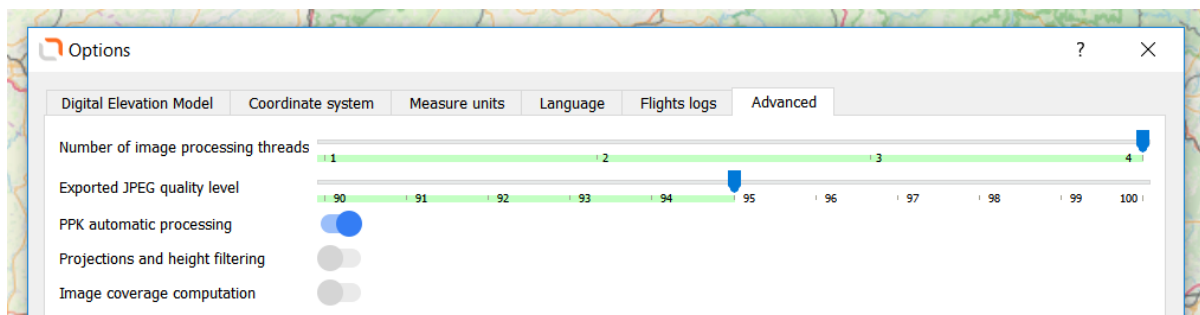 Options ?
Digital Elevation Model Coordinate system Measure units Language Flights logs Advanced
Number of image processing threads 1 2 3 4
Exported JPEG quality level 90 91 92 93 94 95 96 97 98 99 100
PPK automatic processing
Projections and height filtering
Image coverage computation